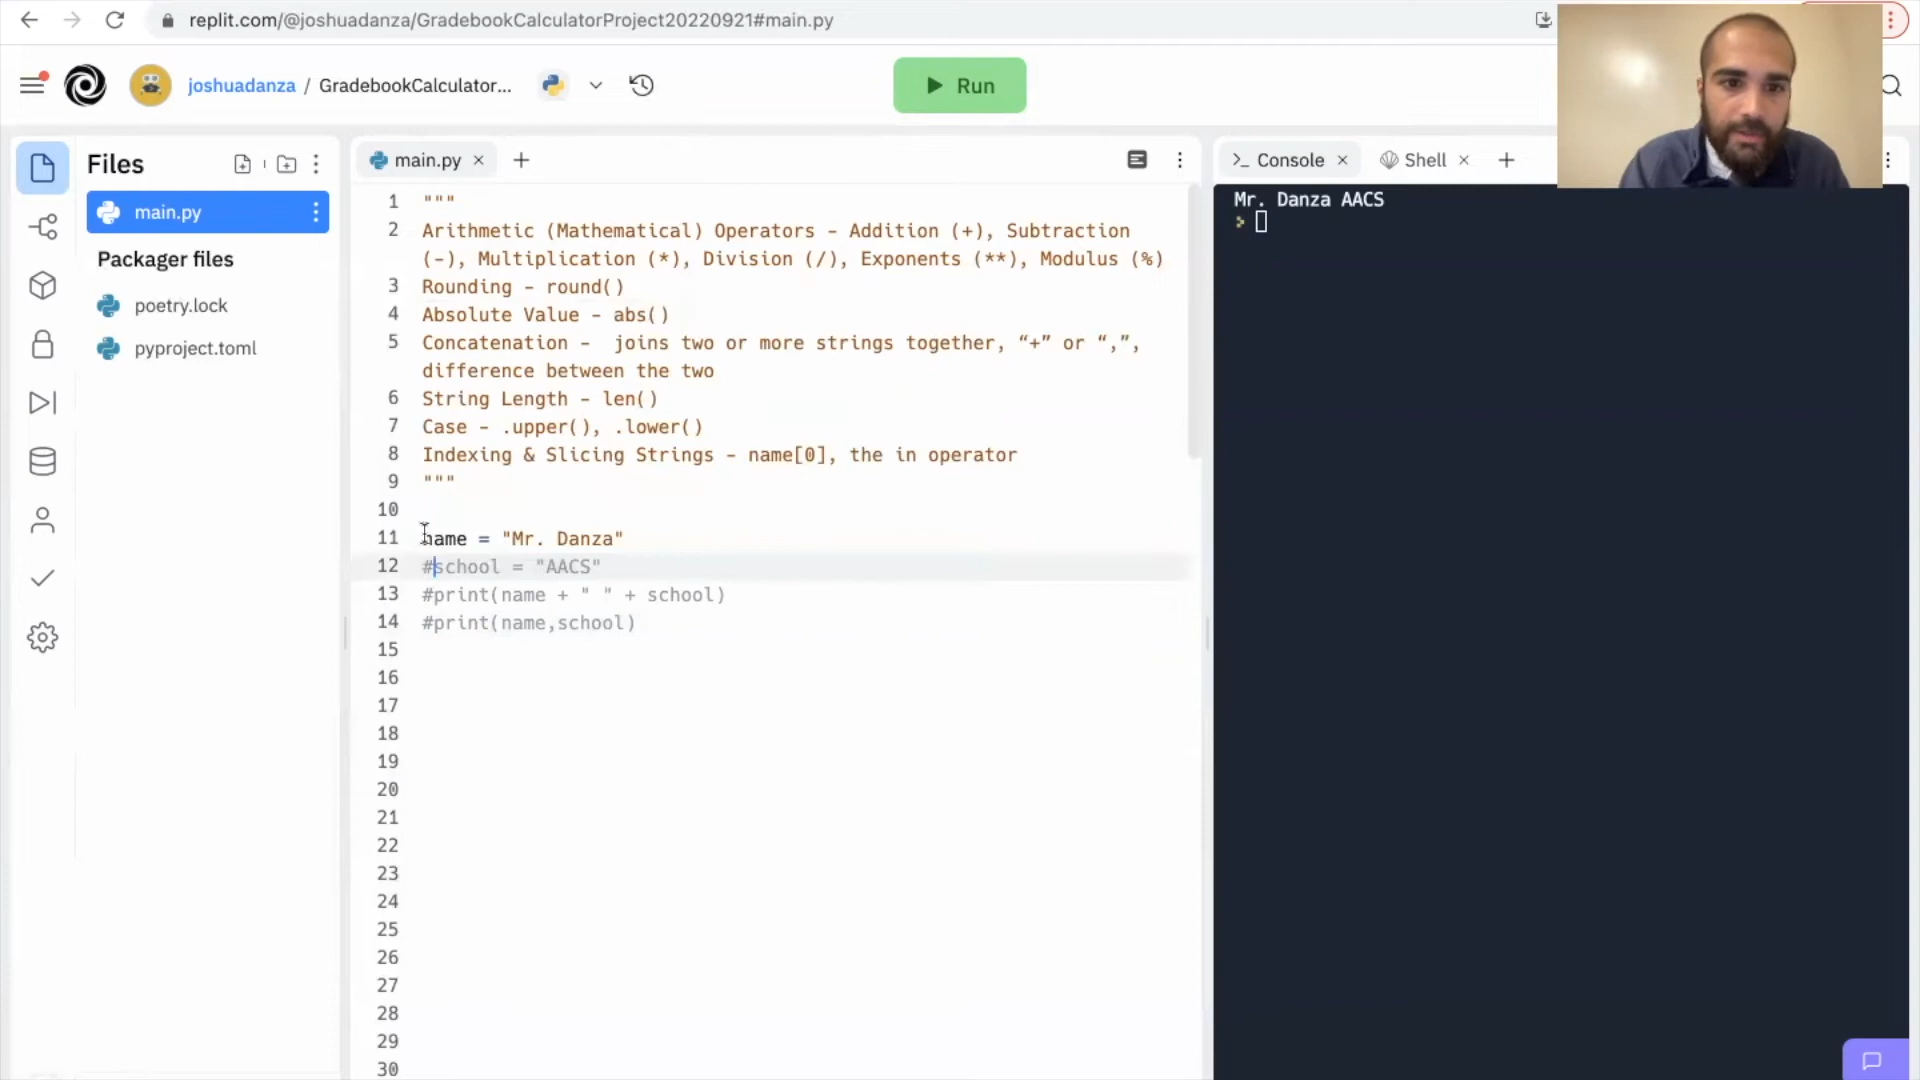 replit.com/@joshuadanza/GradebookCalculatorProject20220921#main.py
joshuadanza / GradebookCalculator...
Run
Files
main.py
Packager files
poetry.lock
pyproject.toml
main.py
1 """
2 Arithmetic (Mathematical) Operators - Addition (+), Subtraction
(-), Multiplication (*), Division (/), Exponents (**), Modulus (%)
3 Rounding - round()
4 Absolute Value - abs()
5 Concatenation -  joins two or more strings together, “+” or “,”,
difference between the two
6 String Length - len()
7 Case - .upper(), .lower()
8 Indexing & Slicing Strings - name[0], the in operator
9 """
10
11 name = "Mr. Danza"
12 #school = "AACS"
13 #print(name + " " + school)
14 #print(name,school)
15
16
17
18
19
20
21
22
23
24
25
26
27
28
29
30
Console
Shell
Mr. Danza AACS